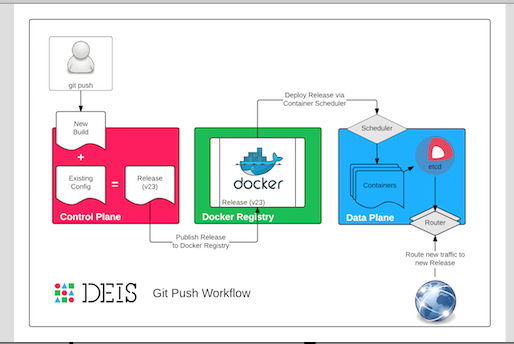 git push
New
Build
+
Existing
Config
=
Release
(v23)
Control Plane
Publish Release
to Docker Registry
docker
Release (v23)
Docker Registry
Deploy Release via
Container Scheduler
Scheduler
Containers
etcd
Data Plane
Router
Route new traffic to
new Release
DEIS
Git Push Workflow